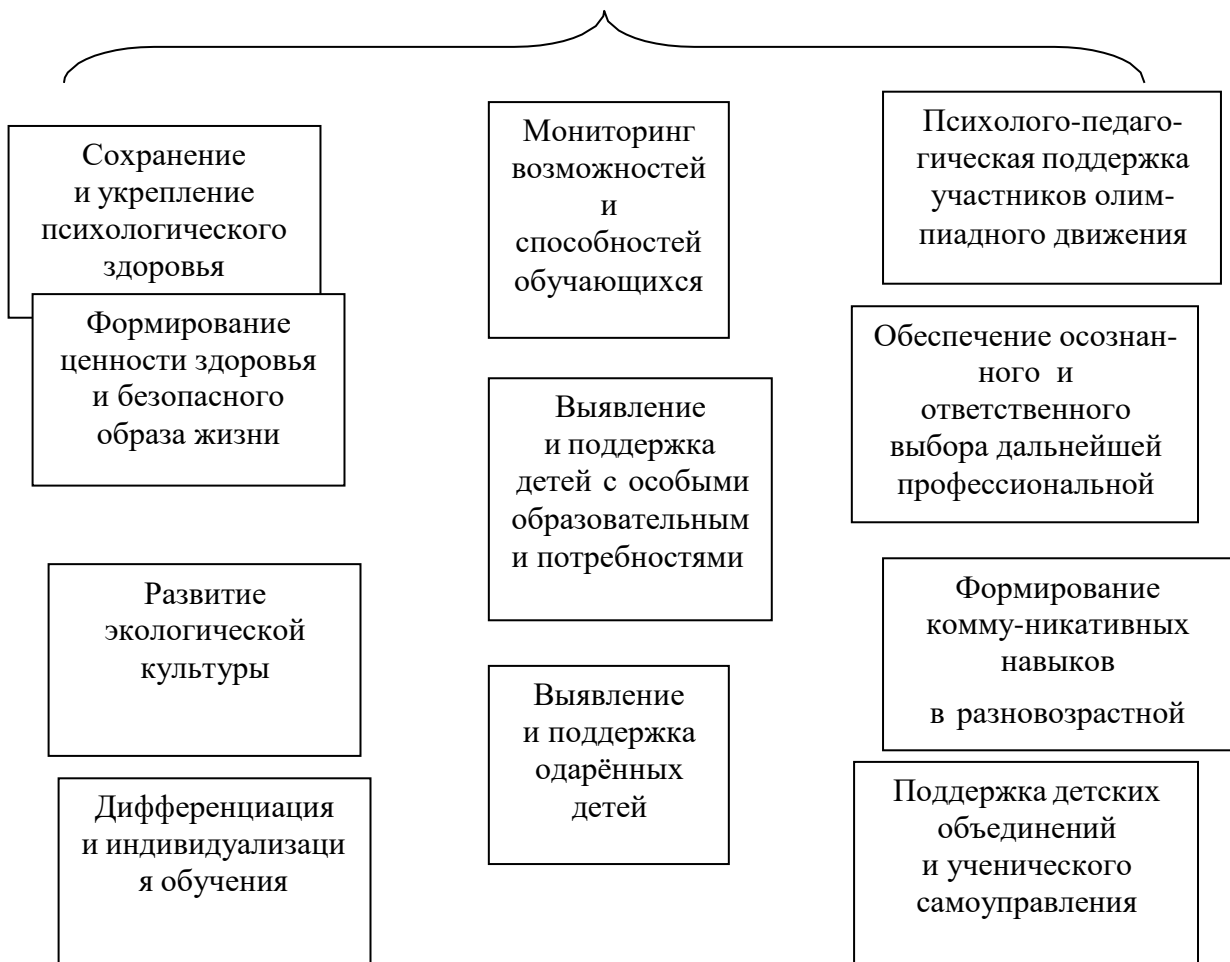 Сохранение
и укрепление
психологического
здоровья
Формирование
ценности здоровья
и безопасного
образа жизни
Развитие
экологической
культуры
Дифференциация
и индивидуализаци
я обучения
Мониторинг
возможностей
и
способностей
обучающихся
Выявление
и поддержка
детей с особыми
образовательным
и потребностями
Выявление
и поддержка
одарённых
детей
Психолого-педаго-
гическая поддержка
участников олим-
пиадного движения
Обеспечение осознан-
ного и
ответственного
выбора дальнейшей
профессиональной
Формирование
комму-никативных
навыков
в разновозрастной
Поддержка детских
объединений
и ученического
самоуправления